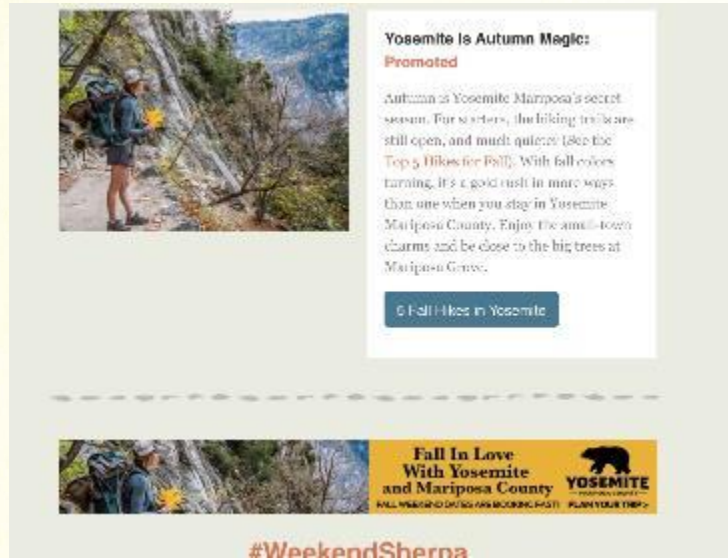 Yosemite Is Autumn Magic:
Promoted
Autumn is Yosemite Mariposa's secret
season. For starters, the hiking trails are
still open, and much quieter (See the
Top 5 Hikes for Fall). With fall colors
turning, it's a gold rush in more ways
than one when you stay in Yosemite
Mariposa County. Enjoy the small-town
charms and be close to the big trees at
Mariposa Grove.
5 Fall Hikes in Yosemite
Fall In Love
With Yosemite
and Mariposa County
FALL WEEKEND DATES ARE BOOKING FAST!
YOSEMITE
MARIPOSA COUNTY
PLAN YOUR TRIP >
#WeekendSherpa